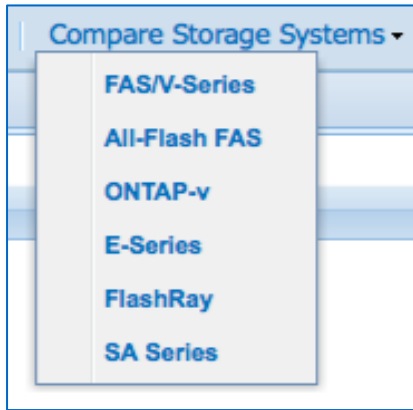 Compare Storage Systems
FAS/V-Series
All-Flash FAS
ONTAP-v
E-Series
FlashRay
SA Series